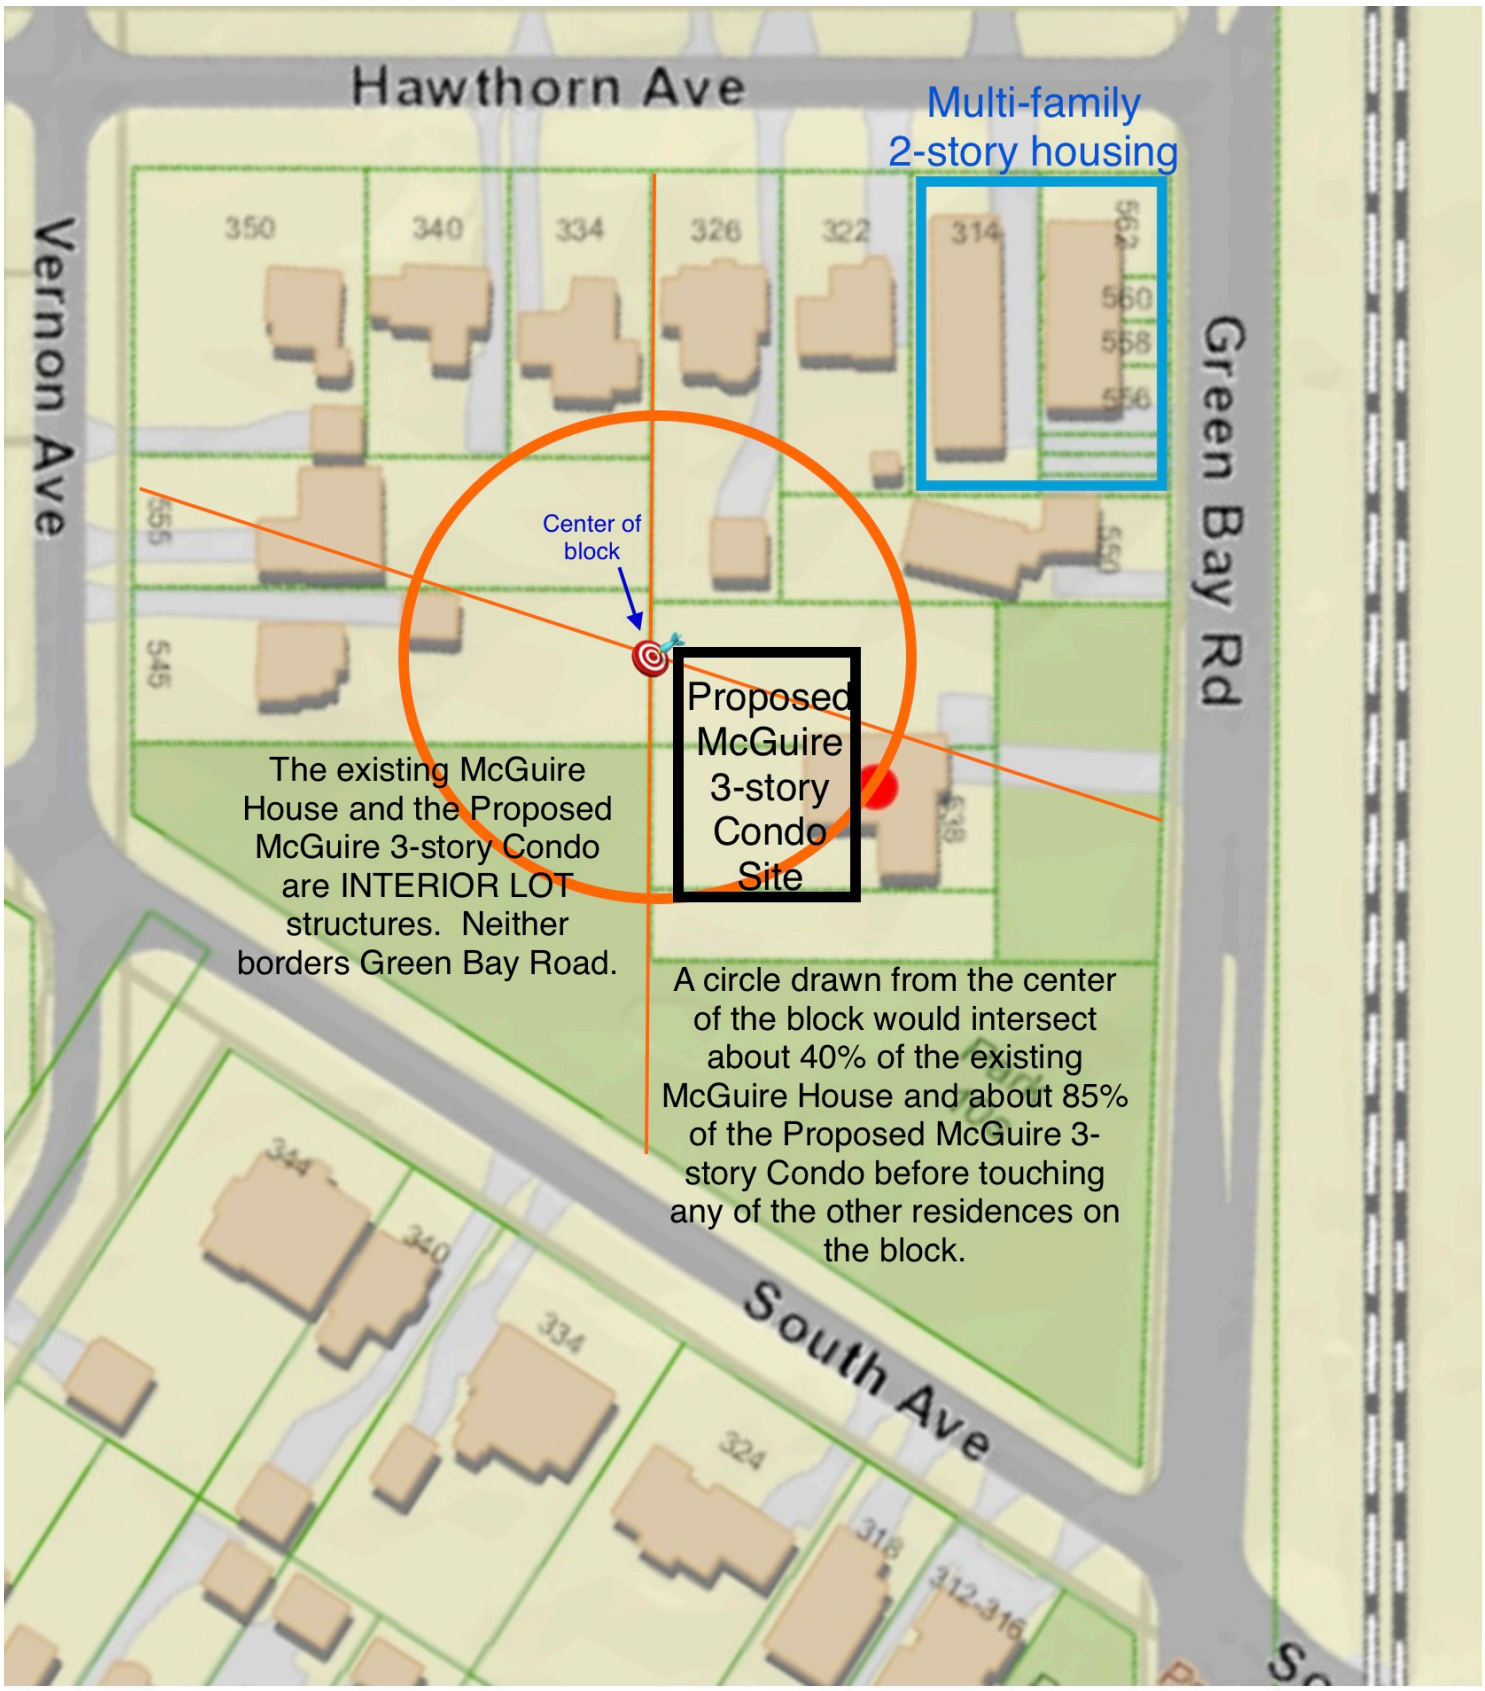 Hawthorn Ave
Multi-family
2-story housing
Vernon Ave
350
340
334
326
322
314
562
560
558
556
Green Bay Rd
555
Center of
block
550
545
Proposed
McGuire
3-story
Condo
Site
538
The existing McGuire
House and the Proposed
McGuire 3-story Condo
are INTERIOR LOT
structures. Neither
borders Green Bay Road.
A circle drawn from the center
of the block would intersect
about 40% of the existing
McGuire House and about 85%
of the Proposed McGuire 3-
story Condo before touching
any of the other residences on
the block.
Park
344
340
334
South Ave
324
318
312-316
So